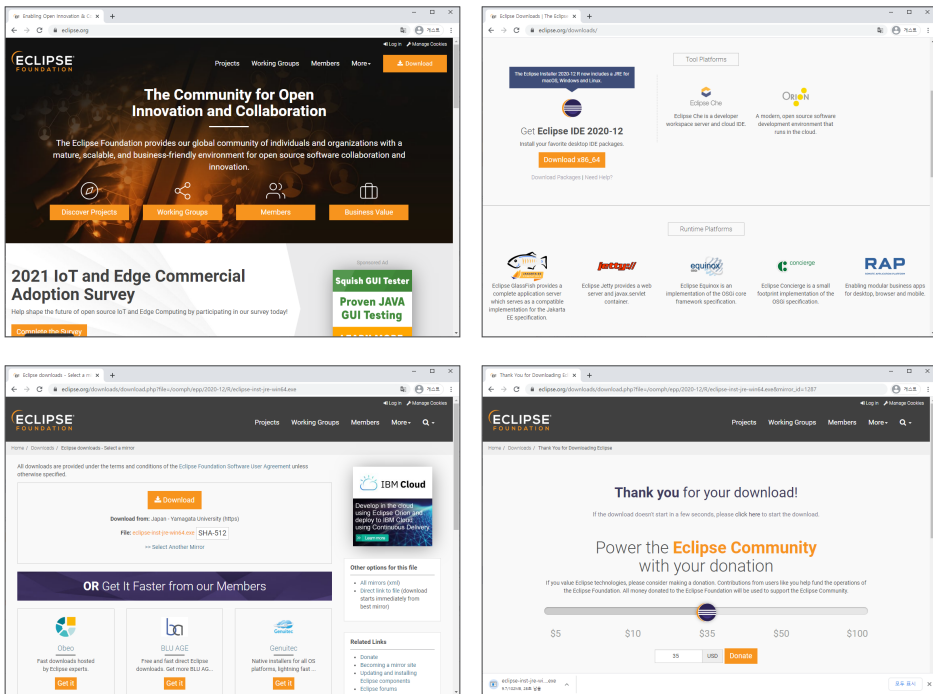 Enabling Open Innovation & C
eclipse.org
게스트
Log in Manage Cookies
ECLIPSE
FOUNDATION
Projects Working Groups Members More Download
The Community for Open
Innovation and Collaboration
The Eclipse Foundation provides our global community of individuals and organizations with a
mature, scalable, and business-friendly environment for open source software collaboration and
innovation.
Discover Projects Working Groups Members Business Value
2021 IoT and Edge Commercial
Adoption Survey
Help shape the future of open source IoT and Edge Computing by participating in our survey today!
Complete the Survey
Sponsored Ad
Squish GUI Tester
Proven JAVA
GUI Testing
LEARN MORE
Eclipse Downloads | The Eclips
eclipse.org/downloads/
게스트
The Eclipse Installer 2020-12 R now includes a JRE for
macOS, Windows and Linux.
Get Eclipse IDE 2020-12
Install your favorite desktop IDE packages.
Download x86_64
Download Packages | Need Help?
Tool Platforms
Eclipse Che
Eclipse Che is a developer
workspace server and cloud IDE.
ORION
A modern, open source software
development environment that
runs in the cloud.
Runtime Platforms
Eclipse GlassFish provides a
complete application server
which serves as a compatible
implementation for the Jakarta
EE specification.
jetty://
Eclipse Jetty provides a web
server and javax.servlet
container.
equinox
Eclipse Equinox is an
implementation of the OSGi core
framework specification.
concierge
Eclipse Concierge is a small
footprint implementation of the
OSGi specification.
RAP
Enabling modular business apps
for desktop, browser and mobile.
Eclipse downloads - Select a m
eclipse.org/downloads/download.php?file=/oomph/epp/2020-12/R/eclipse-inst-jre-win64.exe
게스트
Log in Manage Cookies
ECLIPSE
FOUNDATION
Projects Working Groups Members More
Home / Downloads / Eclipse downloads - Select a mirror
All downloads are provided under the terms and conditions of the Eclipse Foundation Software User Agreement unless
otherwise specified.
Download
Download from: Japan - Yamagata University (https)
File: eclipse-inst-jre-win64.exe SHA-512
>> Select Another Mirror
OR Get It Faster from our Members
Obeo
Fast downloads hosted
by Eclipse experts.
Get it
BLU AGE
Free and fast direct Eclipse
downloads. Get more BLU AG...
Get it
Genuitec
Genuitec
Native installers for all OS
platforms, lightning fast...
Get it
IBM Cloud
Develop in the cloud
using Eclipse Orion and
deploy to IBM Cloud
using Continuous Delivery
Learn more
Other options for this file
All mirrors (xml)
Direct link to file (download
starts immediately from
best mirror)
Related Links
Donate
Becoming a mirror site
Updating and installing
Eclipse components
Eclipse forums
Thank You for Downloading Ec
eclipse.org/downloads/download.php?file=/oomph/epp/2020-12/R/eclipse-inst-jre-win64.exe&mirror_id=1287
게스트
Log in Manage Cookies
ECLIPSE
FOUNDATION
Projects Working Groups Members More
Home / Downloads / Thank You for Downloading Eclipse
Thank you for your download!
If the download doesn't start in a few seconds, please click here to start the download.
Power the Eclipse Community
with your donation
If you value Eclipse technologies, please consider making a donation. Contributions from users like you help fund the operations of
the Eclipse Foundation. All money donated to the Eclipse Foundation will be used to support the Eclipse Community.
$5 $10 $35 $50 $100
35 USD Donate
eclipse-inst-jre-wi....exe
모두 표시